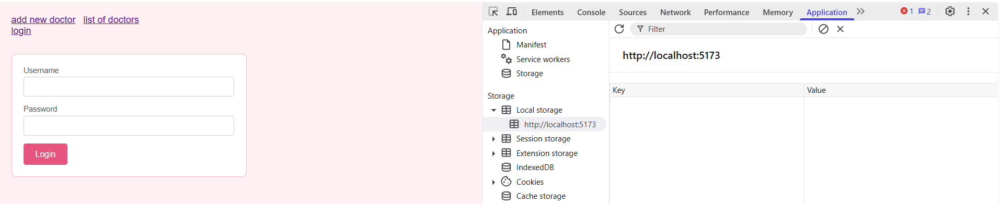 add new doctor list of doctors
login
Username
Password
Login
Elements Console Sources Network Performance Memory Application 1 2
Application
Manifest
Service workers
Storage
Storage
Local storage
http://localhost:5173
Session storage
Extension storage
IndexedDB
Cookies
Cache storage
Filter
http://localhost:5173
Key Value